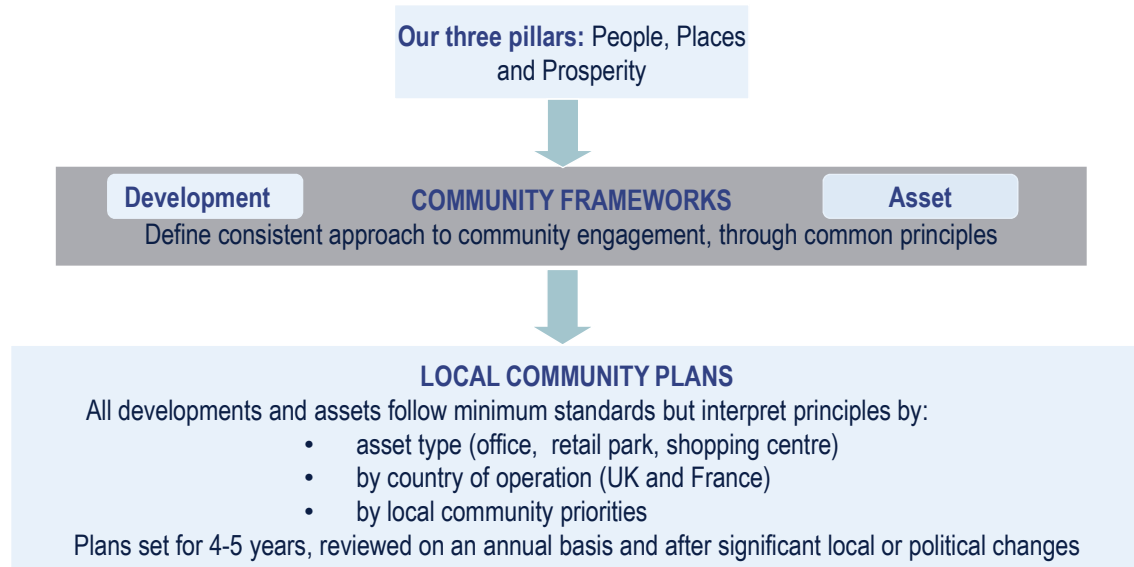 Our three pillars: People, Places
and Prosperity
Development
COMMUNITY FRAMEWORKS
Asset
Define consistent approach to community engagement, through common principles
LOCAL COMMUNITY PLANS
All developments and assets follow minimum standards but interpret principles by:
• asset type (office, retail park, shopping centre)
• by country of operation (UK and France)
• by local community priorities
Plans set for 4-5 years, reviewed on an annual basis and after significant local or political changes